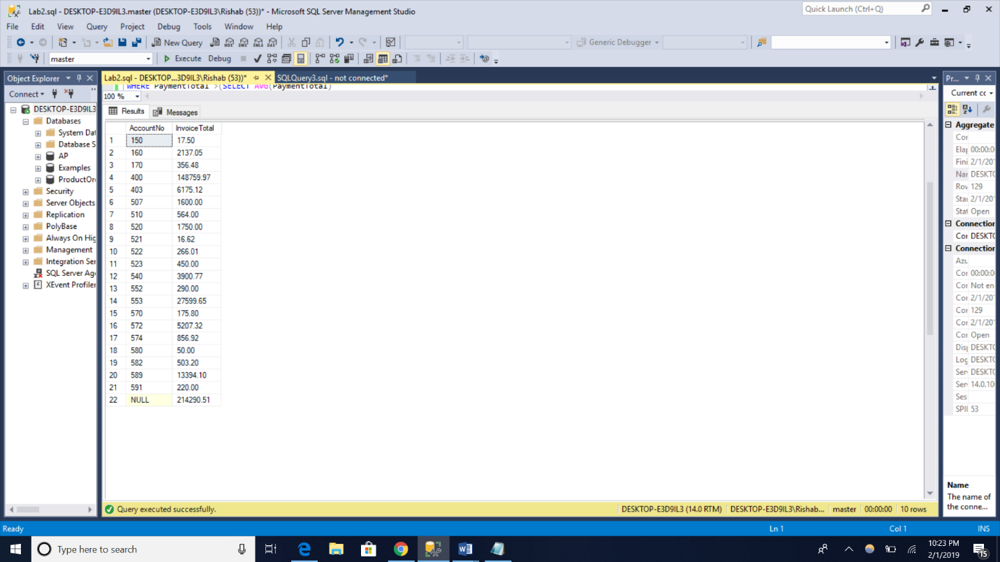 Lab2.sql - DESKTOP-E3D9IL3.master (DESKTOP-E3D9IL3\Rishab (53))* - Microsoft SQL Server Management Studio
Quick Launch (Ctrl+Q)
File Edit View Query Project Debug Tools Window Help
New Query
Generic Debugger
master
Execute Debug
Object Explorer
Lab2.sql - DESKTOP...3D9IL3\Rishab (53))*
SQLQuery3.sql - not connected*
Pr...
WHERE PaymentTotal >(SELECT AVG(PaymentTotal)
Connect
100 %
Current cc
DESKTOP-E3D9IL3
Databases
System Dat
Database S
AP
Examples
ProductOr
Security
Server Objects
Replication
PolyBase
Always On Hig
Management
Integration Ser
SQL Server Ag
XEvent Profiler
Results Messages
AccountNo InvoiceTotal
1 150 17.50
2 160 2137.05
3 170 356.48
4 400 148759.97
5 403 6175.12
6 507 1600.00
7 510 564.00
8 520 1750.00
9 521 16.62
10 522 266.01
11 523 450.00
12 540 3900.77
13 552 290.00
14 553 27599.65
15 570 175.80
16 572 5207.32
17 574 856.92
18 580 50.00
19 582 503.20
20 589 13394.10
21 591 220.00
22 NULL 214290.51
Aggregate
Cor
Elap 00:00:0
Fini 2/1/20
Nar DESKT
Rov 129
Star 2/1/20
Stat Open
Connection
Cor DESKT
Connection
Azu
Cor 00:00:0
Cor Not en
Cor 2/1/20
Cor 129
Cor 2/1/20
Cor Open
Disp DESKT
Log DESKT
Ser DESKT
Ser 14.0.10
Ses
SPII 53
Name
The name of
the conne...
Query executed successfully.
DESKTOP-E3D9IL3 (14.0 RTM) DESKTOP-E3D9IL3\Rishab... master 00:00:00 10 rows
Ready Ln 1 Col 1 INS
Type here to search
10:23 PM
2/1/2019
15